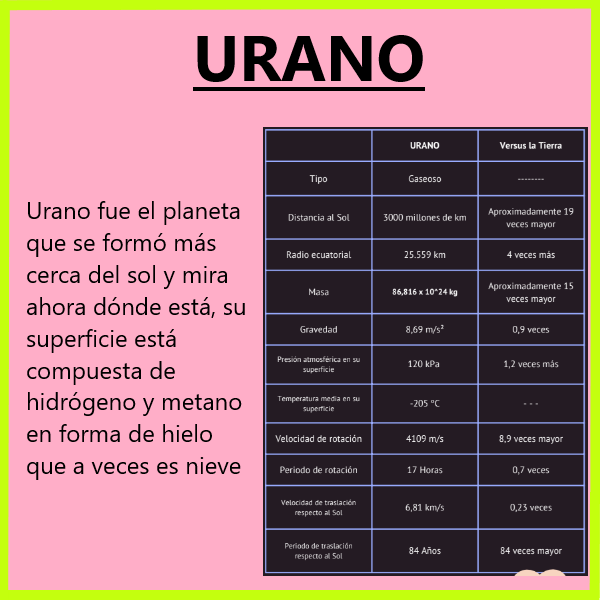 URANO
Urano fue el planeta
que se formó más
cerca del sol y mira
ahora dónde está, su
superficie está
compuesta de
hidrógeno y metano
en forma de hielo
que a veces es nieve
URANO Versus la Tierra
Tipo Gaseoso --------
Distancia al Sol 3000 millones de km Aproximadamente 19
veces mayor
Radio ecuatorial 25.559 km 4 veces más
Masa 86,816 x 10^24 kg Aproximadamente 15
veces mayor
Gravedad 8,69 m/s² 0,9 veces
Presión atmosférica en su
superficie 120 kPa 1,2 veces más
Temperatura media en su
superficie -205 ºC - - -
Velocidad de rotación 4109 m/s 8,9 veces mayor
Periodo de rotación 17 Horas 0,7 veces
Velocidad de traslación
respecto al Sol 6,81 km/s 0,23 veces
Periodo de traslación
respecto al Sol 84 Años 84 veces mayor